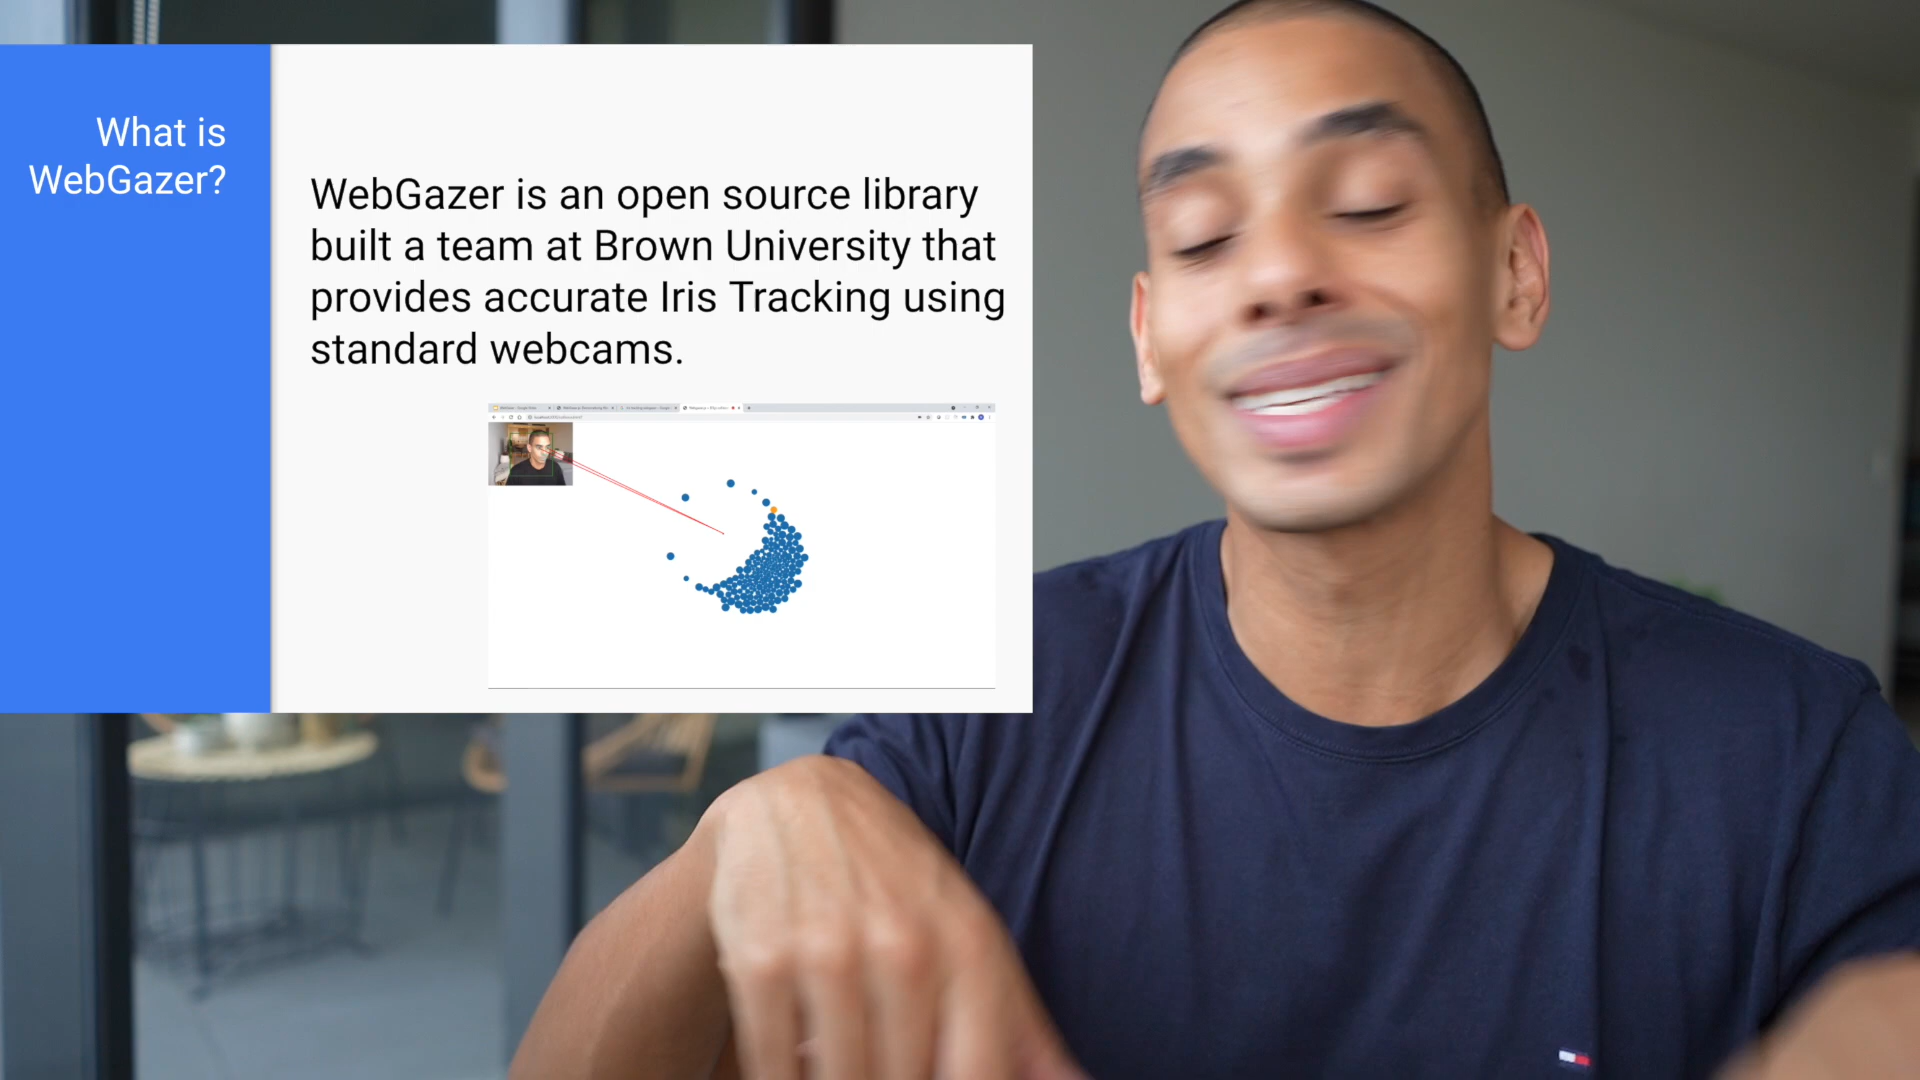 What is
WebGazer?
WebGazer is an open source library
built a team at Brown University that
provides accurate Iris Tracking using
standard webcams.